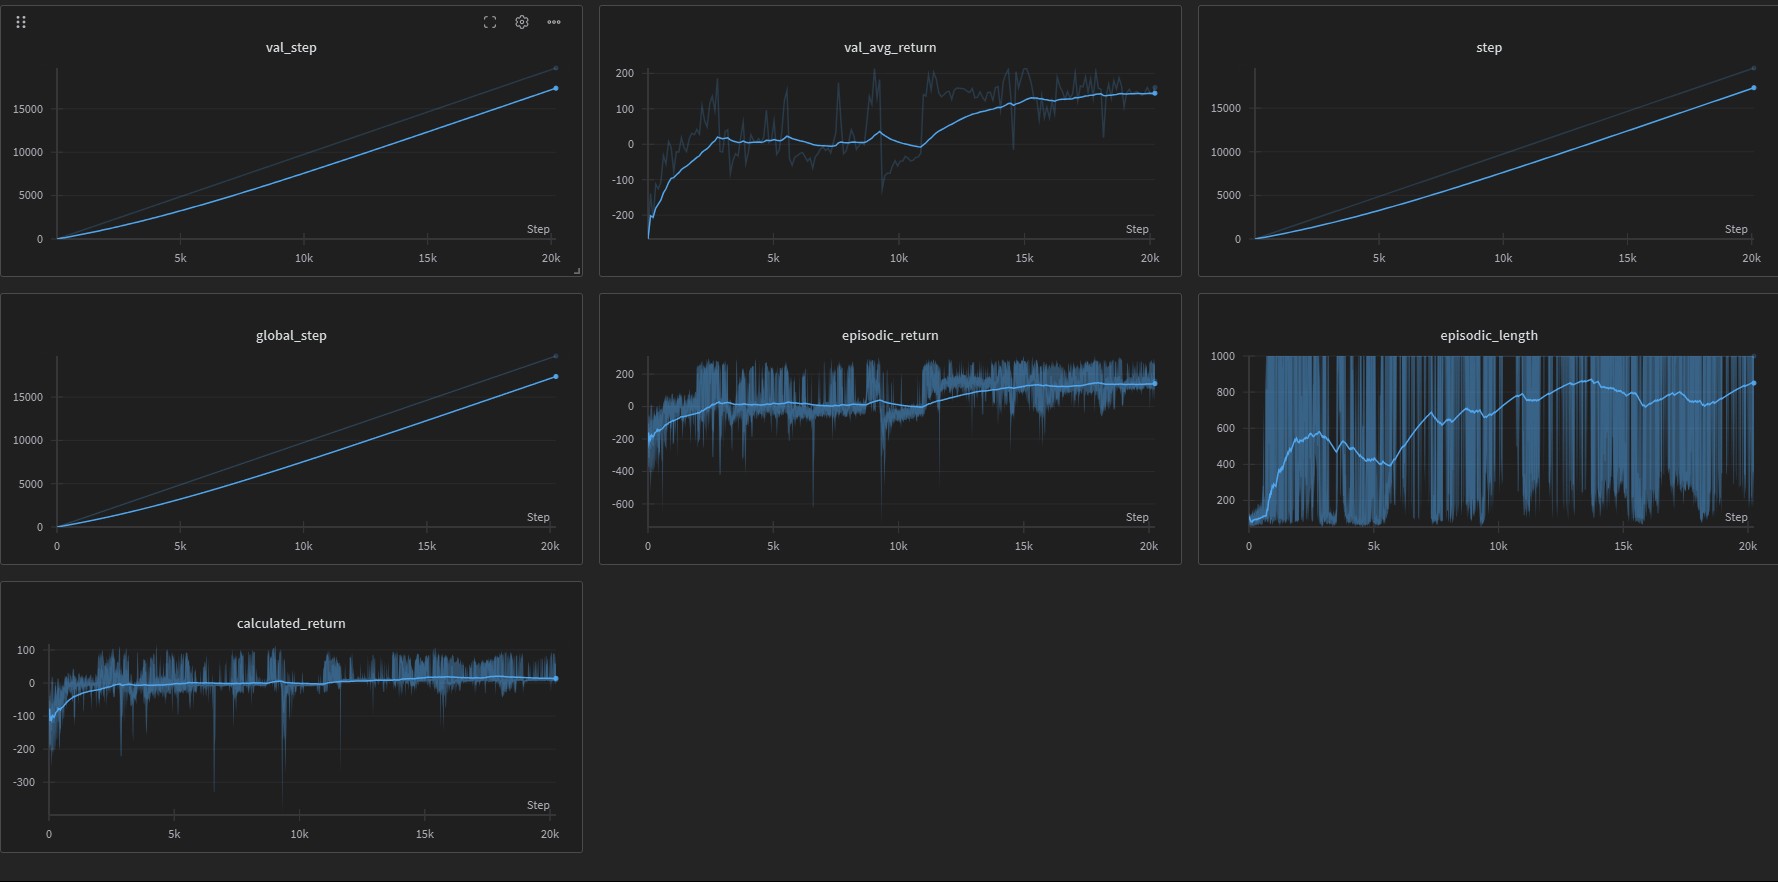 val_step
15000
10000
5000
0
Step
5k
10k
15k
20k
val_avg_return
200
100
0
-100
-200
Step
5k
10k
15k
20k
step
15000
10000
5000
0
Step
5k
10k
15k
20k
global_step
15000
10000
5000
0
Step
0
5k
10k
15k
20k
episodic_return
200
0
-200
-400
-600
Step
0
5k
10k
15k
20k
episodic_length
1000
800
600
400
200
Step
0
5k
10k
15k
20k
calculated_return
100
0
-100
-200
-300
Step
0
5k
10k
15k
20k